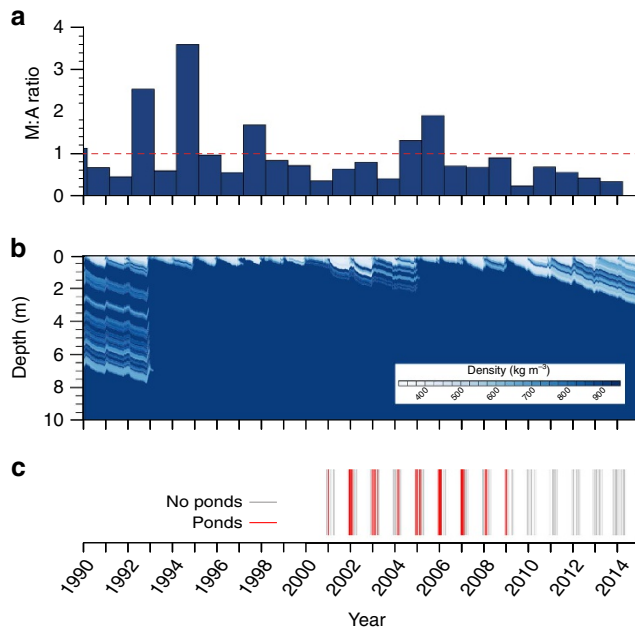 a
4
3
2
1
0
M:A ratio
b
0
2
4
6
8
10
Depth (m)
Density (kg m⁻³)
400 500 600 700 800 900
c
No ponds
Ponds
1990 1992 1994 1996 1998 2000 2002 2004 2006 2008 2010 2012 2014
Year